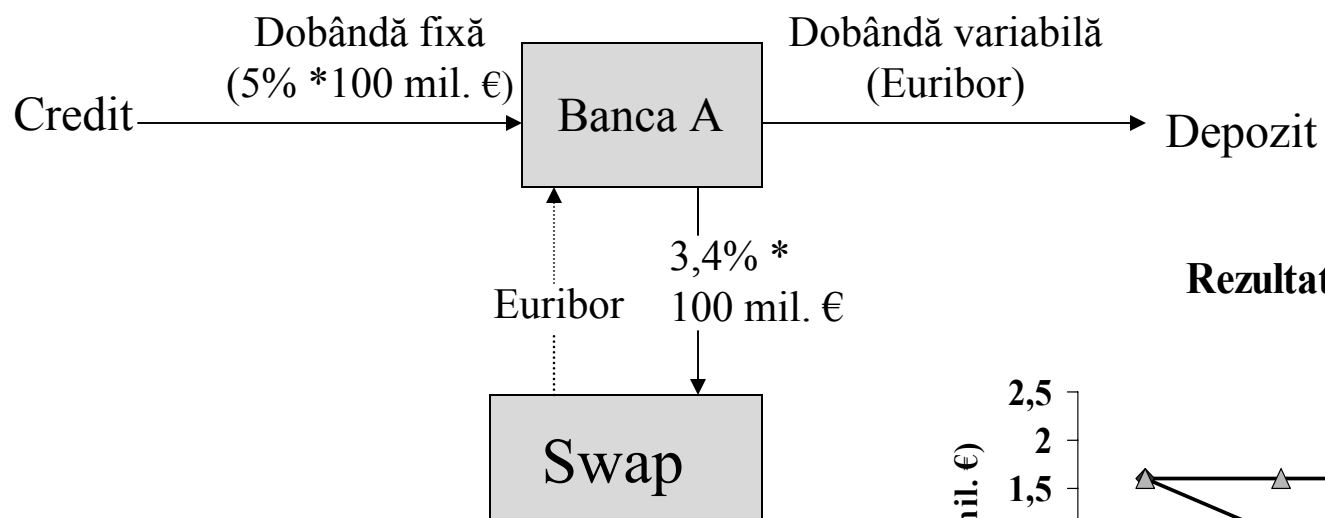 Dobândă fixă
(5% *100 mil. €)
Dobândă variabilă
(Euribor)
Credit
Banca A
Depozit
3,4% *
100 mil. €
Euribor
Swap
2,5
2
1,5